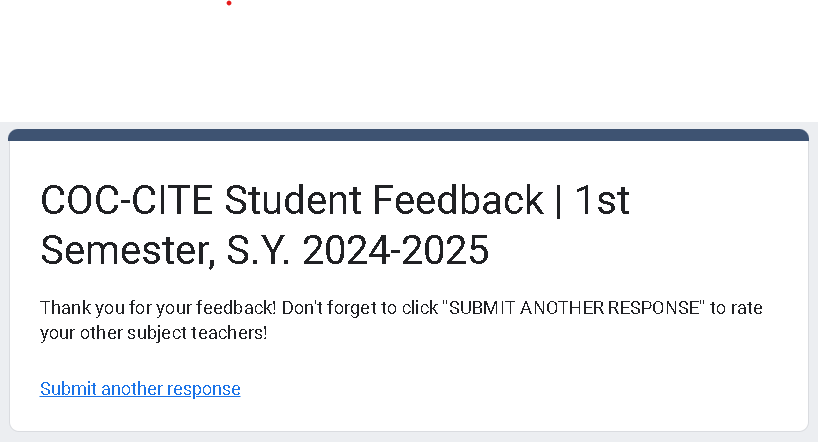 COC-CITE Student Feedback | 1st
Semester, S.Y. 2024-2025
Thank you for your feedback! Don't forget to click "SUBMIT ANOTHER RESPONSE" to rate
your other subject teachers!
Submit another response